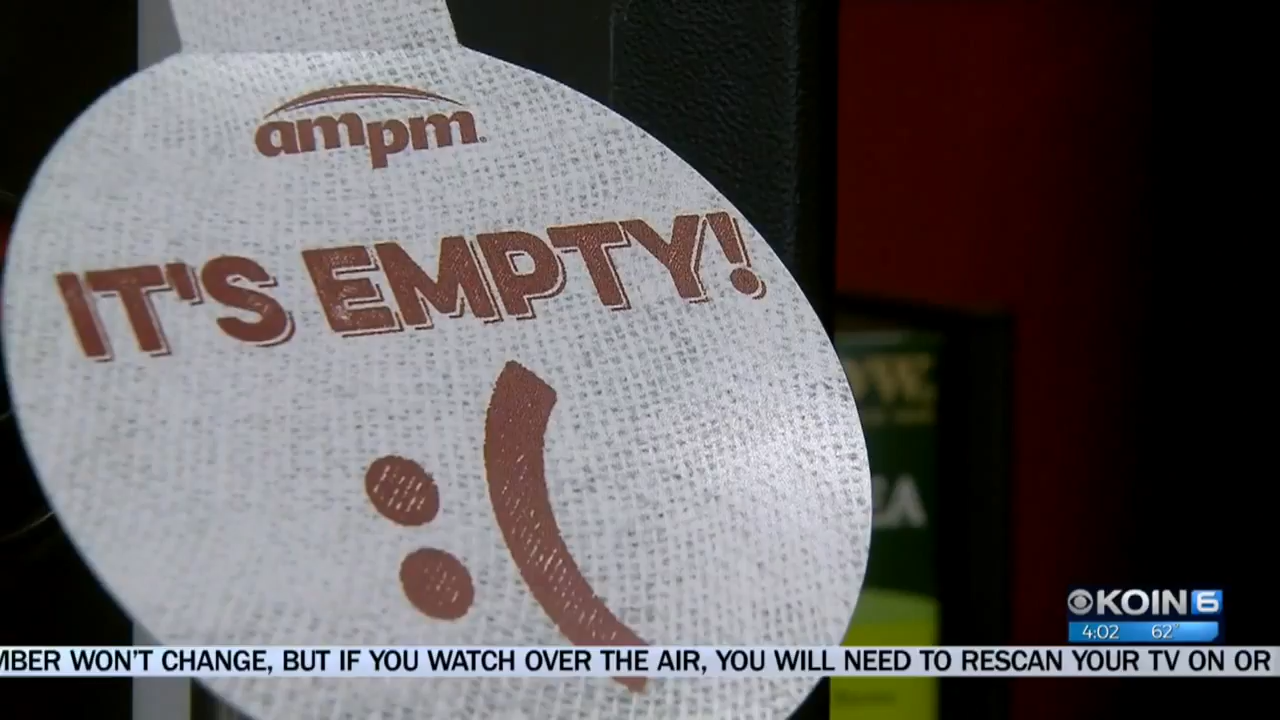 ampm
IT'S EMPTY!
:(
KOIN 6
4:02 62°
MBER WON'T CHANGE, BUT IF YOU WATCH OVER THE AIR, YOU WILL NEED TO RESCAN YOUR TV ON OR